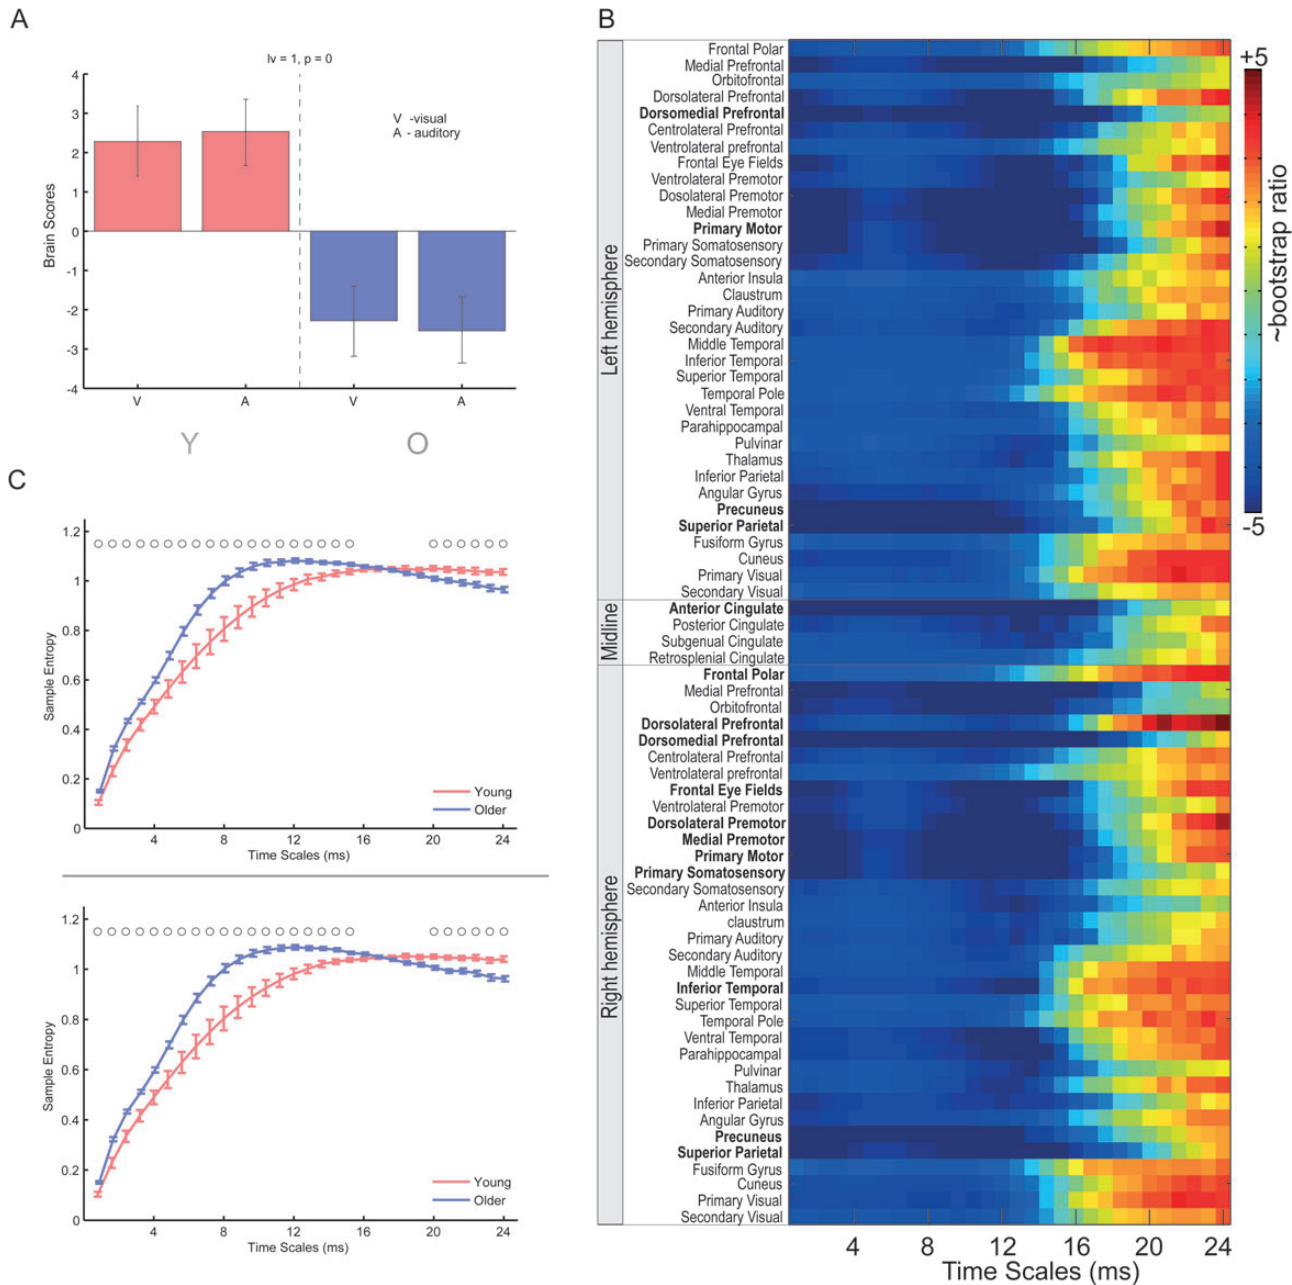 A
lv = 1, p = 0
4
3
2
1
0
-1
-2
-3
-4
Brain Scores
V -visual
A - auditory
V
A
V
A
Y
O
C
1.2
1
0.8
0.6
0.4
0.2
0
Sample Entropy
Young
Older
4
8
12
16
20
24
Time Scales (ms)
1.2
1
0.8
0.6
0.4
0.2
0
Sample Entropy
Young
Older
4
8
12
16
20
24
Time Scales (ms)
B
Left hemisphere
Frontal Polar
Medial Prefrontal
Orbitofrontal
Dorsolateral Prefrontal
Dorsomedial Prefrontal
Centrolateral Prefrontal
Ventrolateral prefrontal
Frontal Eye Fields
Ventrolateral Premotor
Dosolateral Premotor
Medial Premotor
Primary Motor
Primary Somatosensory
Secondary Somatosensory
Anterior Insula
Claustrum
Primary Auditory
Secondary Auditory
Middle Temporal
Inferior Temporal
Superior Temporal
Temporal Pole
Ventral Temporal
Parahippocampal
Pulvinar
Thalamus
Inferior Parietal
Angular Gyrus
Precuneus
Superior Parietal
Fusiform Gyrus
Cuneus
Primary Visual
Secondary Visual
Midline
Anterior Cingulate
Posterior Cingulate
Subgenual Cingulate
Retrosplenial Cingulate
Right hemisphere
Frontal Polar
Medial Prefrontal
Orbitofrontal
Dorsolateral Prefrontal
Dorsomedial Prefrontal
Centrolateral Prefrontal
Ventrolateral prefrontal
Frontal Eye Fields
Ventrolateral Premotor
Dorsolateral Premotor
Medial Premotor
Primary Motor
Primary Somatosensory
Secondary Somatosensory
Anterior Insula
claustrum
Primary Auditory
Secondary Auditory
Middle Temporal
Inferior Temporal
Superior Temporal
Temporal Pole
Ventral Temporal
Parahippocampal
Pulvinar
Thalamus
Inferior Parietal
Angular Gyrus
Precuneus
Superior Parietal
Fusiform Gyrus
Cuneus
Primary Visual
Secondary Visual
4
8
12
16
20
24
Time Scales (ms)
+5
~bootstrap ratio
-5